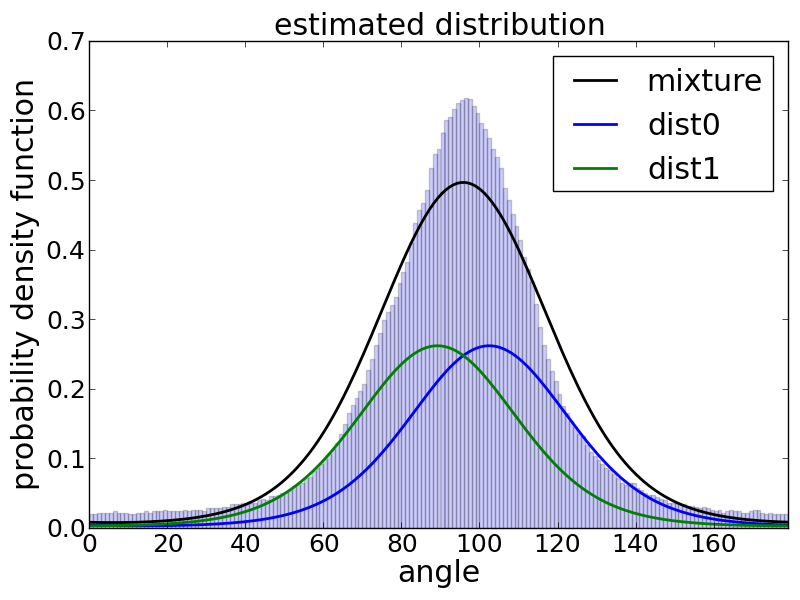 estimated distribution
probability density function
0.7
0.6
0.5
0.4
0.3
0.2
0.1
0.0
mixture
dist0
dist1
0 20 40 60 80 100 120 140 160
angle